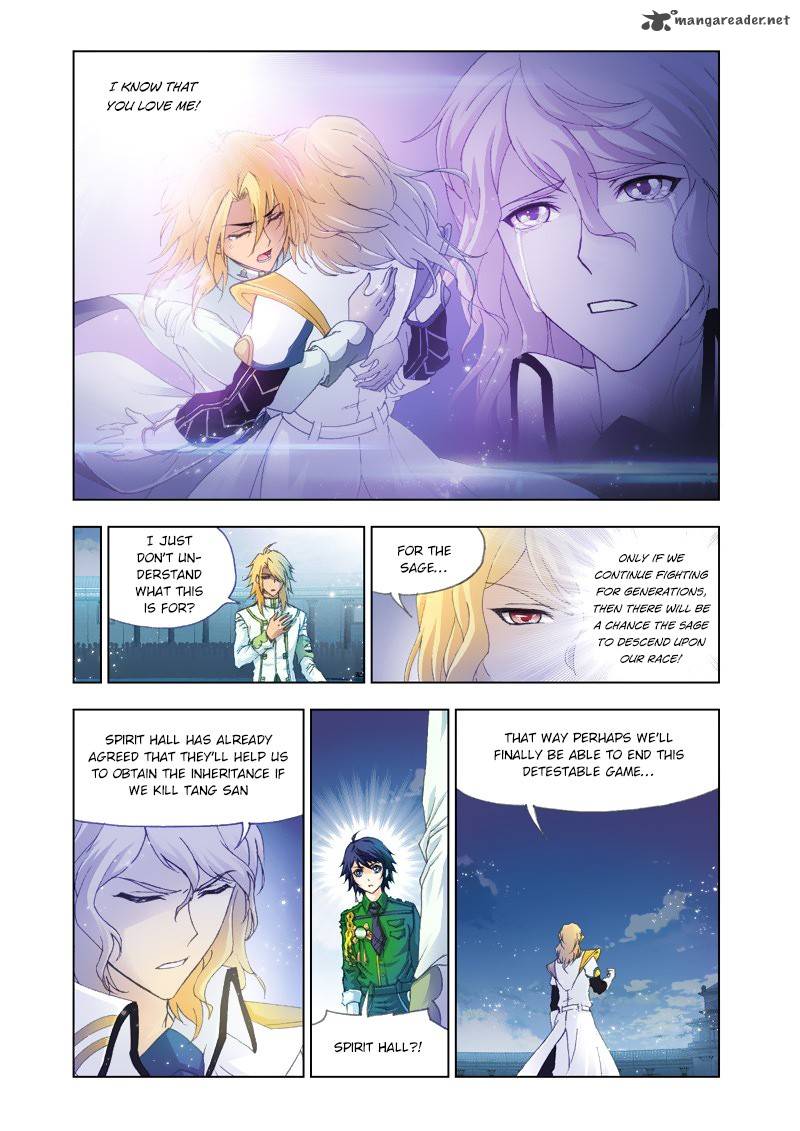 mangareader.net
I KNOW THAT
YOU LOVE ME!
I JUST
DON'T UN-
DERSTAND
WHAT THIS
IS FOR?
FOR THE
SAGE...
ONLY IF WE
CONTINUE FIGHTING
FOR GENERATIONS,
THEN THERE WILL BE
A CHANCE THE SAGE
TO DESCEND UPON
OUR RACE!
SPIRIT HALL HAS ALREADY
AGREED THAT THEY'LL HELP US
TO OBTAIN THE INHERITANCE IF
WE KILL TANG SAN
SPIRIT HALL?!
THAT WAY PERHAPS WE'LL
FINALLY BE ABLE TO END THIS
DETESTABLE GAME...